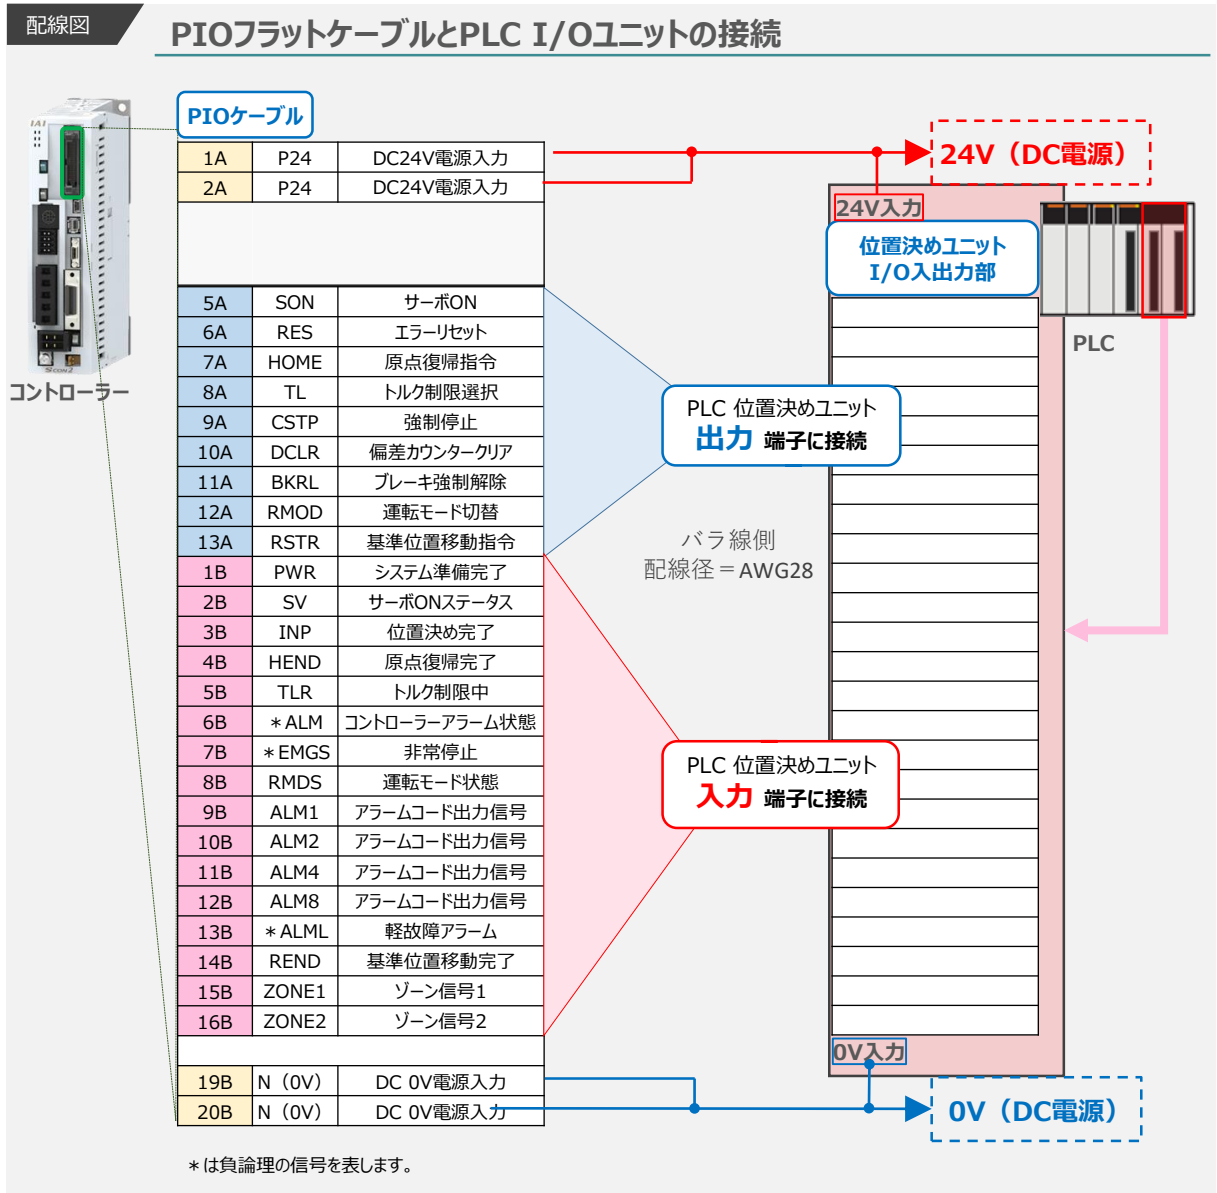 配線図
PIOフラットケーブルとPLC I/Oユニットの接続
PIOケーブル
IAI
コントローラー
1A P24 DC24V電源入力
2A P24 DC24V電源入力
5A SON サーボON
6A RES エラーリセット
7A HOME 原点復帰指令
8A TL トルク制限選択
9A CSTP 強制停止
10A DCLR 偏差カウンタークリア
11A BKRL ブレーキ強制解除
12A RMOD 運転モード切替
13A RSTR 基準位置移動指令
1B PWR システム準備完了
2B SV サーボONステータス
3B INP 位置決め完了
4B HEND 原点復帰完了
5B TLR トルク制限中
6B ＊ALM コントローラーアラーム状態
7B ＊EMGS 非常停止
8B RMDS 運転モード状態
9B ALM1 アラームコード出力信号
10B ALM2 アラームコード出力信号
11B ALM4 アラームコード出力信号
12B ALM8 アラームコード出力信号
13B ＊ALML 軽故障アラーム
14B REND 基準位置移動完了
15B ZONE1 ゾーン信号1
16B ZONE2 ゾーン信号2
19B N（0V） DC 0V電源入力
20B N（0V） DC 0V電源入力
＊は負論理の信号を表します。
PLC 位置決めユニット
出力 端子に接続
バラ線側
配線径＝AWG28
PLC 位置決めユニット
入力 端子に接続
24V（DC電源）
24V入力
位置決めユニット
I/O入出力部
PLC
0V入力
0V（DC電源）